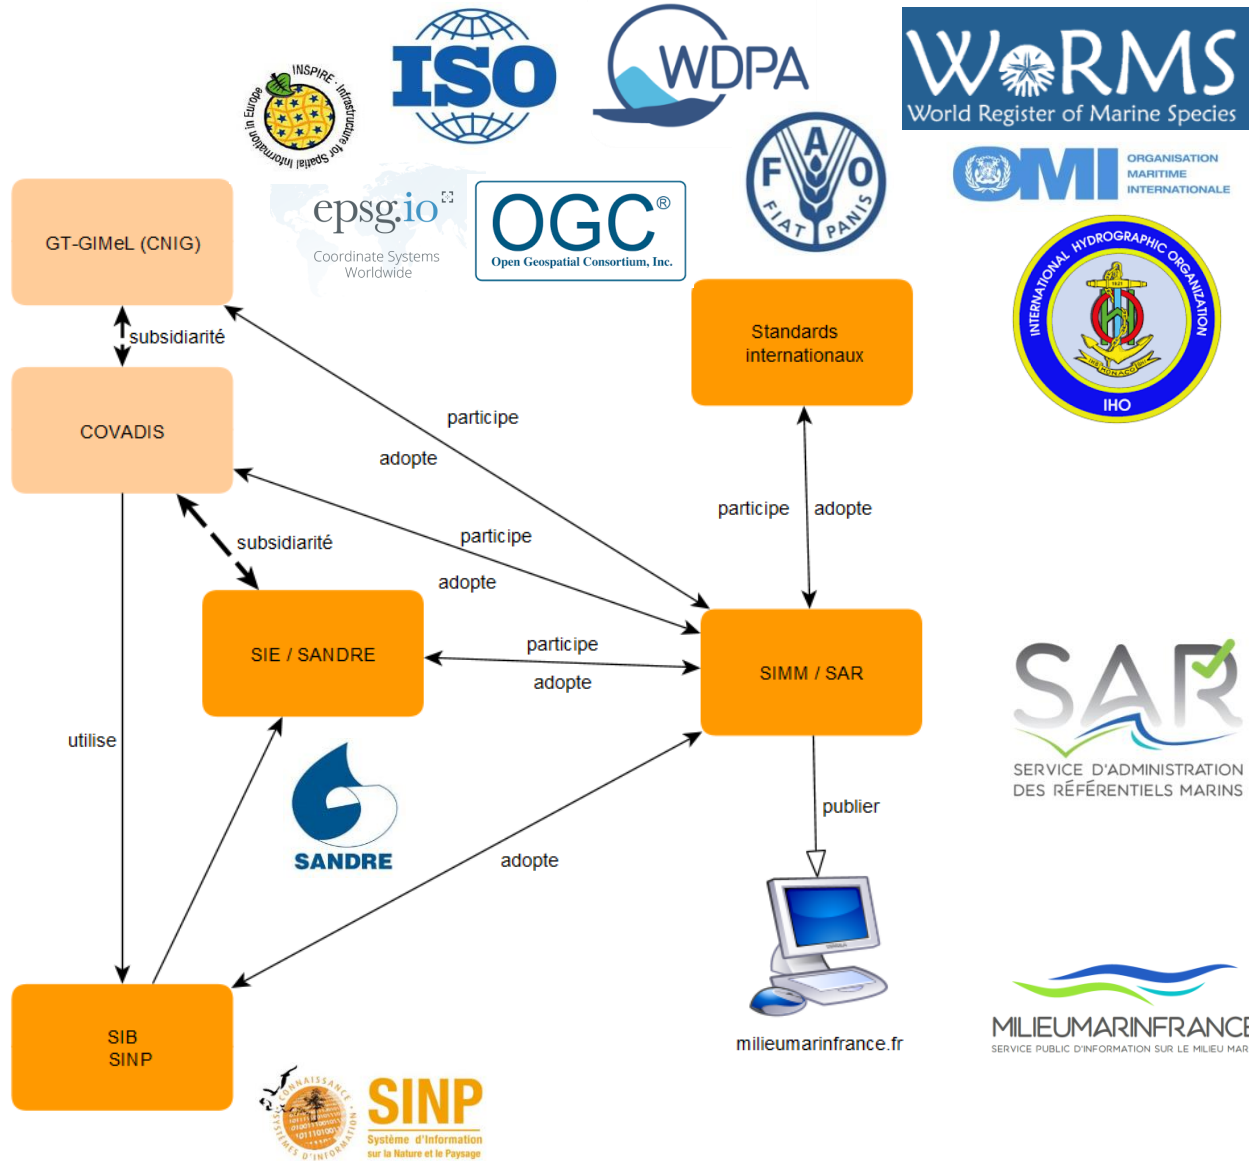 INSPIRE · Infrastructure for Spatial Information in Europe
ISO
WDPA
WoRMS
World Register of Marine Species
FAO
FIAT PANIS
OMI
ORGANISATION
MARITIME
INTERNATIONALE
epsg.io
Coordinate Systems
Worldwide
OGC®
Open Geospatial Consortium, Inc.
INTERNATIONAL HYDROGRAPHIC ORGANIZATION
IHO
GT-GIMeL (CNIG)
subsidiarité
Standards
internationaux
COVADIS
participe
adopte
participe
adopte
participe
adopte
subsidiarité
SIE / SANDRE
participe
adopte
SIMM / SAR
SAR
SERVICE D'ADMINISTRATION
DES RÉFÉRENTIELS MARINS
utilise
SANDRE
publier
adopte
milieumarinfrance.fr
MILIEUMARINFRANCE
SERVICE PUBLIC D'INFORMATION SUR LE MILIEU MAR
SIB
SINP
CONNAISSANCE
SYSTÈMES D'INFORMATION
SINP
Système d'Information
sur la Nature et le Paysage